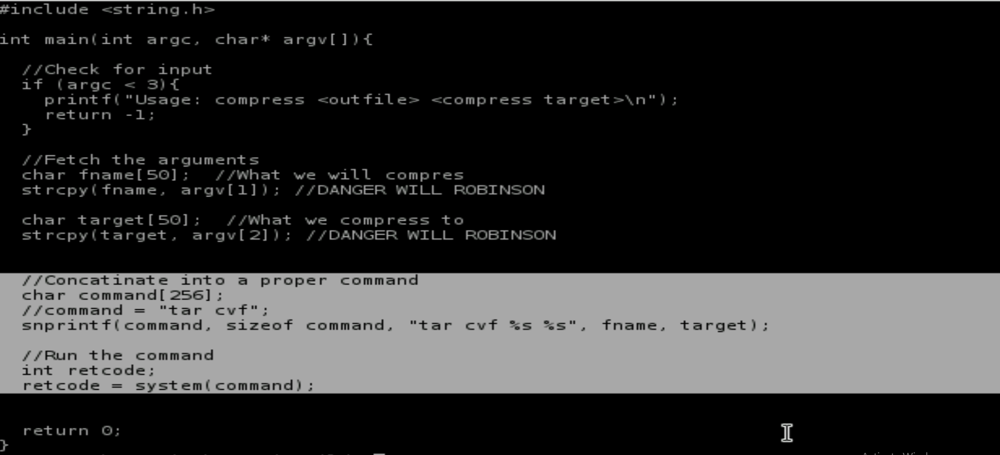 #include <string.h>
int main(int argc, char* argv[]){
//Check for input
if (argc < 3){
printf("Usage: compress <outfile> <compress target>\n");
return -1;
}
//Fetch the arguments
char fname[50];  //What we will compres
strcpy(fname, argv[1]); //DANGER WILL ROBINSON
char target[50];  //What we compress to
strcpy(target, argv[2]); //DANGER WILL ROBINSON
//Concatinate into a proper command
char command[256];
//command = "tar cvf";
snprintf(command, sizeof command, "tar cvf %s %s", fname, target);
//Run the command
int retcode;
retcode = system(command);
return 0;
}